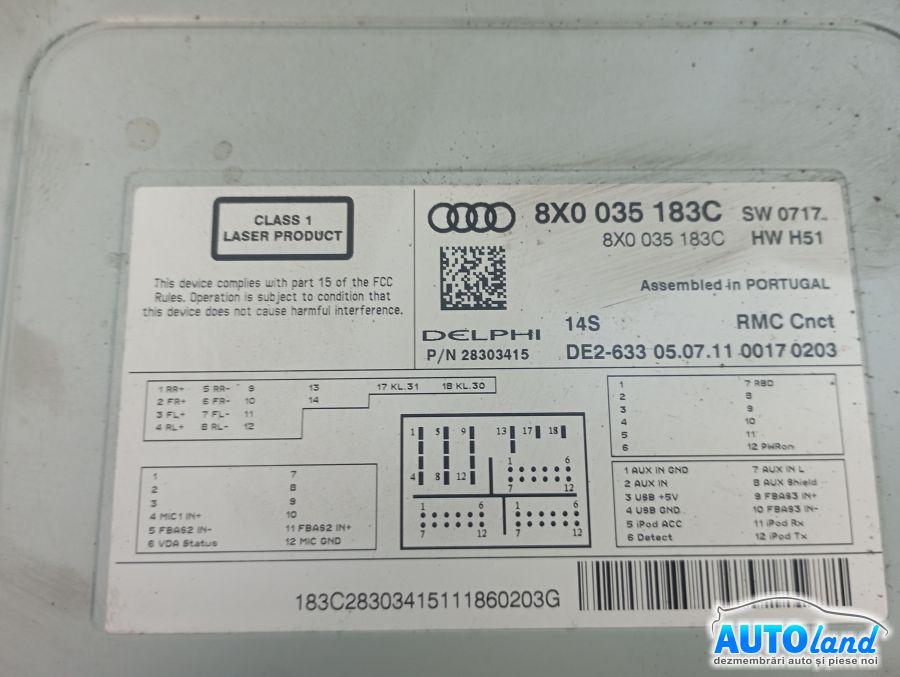 CLASS 1
LASER PRODUCT
This device complies with part 15 of the FCC
Rules. Operation is subject to condition that
this device does not cause harmful interference.
8X0 035 183C SW 0717
8X0 035 183C HW H51
Assembled in PORTUGAL
DELPHI 14S RMC Cnct
P/N 28303415 DE2-633 05.07.11 0017 0203
1 RR+ 5 RR- 9 13 17 KL.31 18 KL.30
2 FR+ 6 FR- 10 14
3 FL+ 7 FL- 11
4 RL+ 8 RL- 12
1 7
2 8
3 9
4 MIC1 IN+ 10
5 FBAS2 IN- 11 FBAS2 IN+
6 VDA Status 12 MIC GND
1 5 9 13 17 18
4 8 12
1 6
7 12
1 6 1 6
7 12 7 12
1 7 RBD
2 8
3 9
4 10
5 11
6 12 PWRon
1 AUX IN GND 7 AUX IN L
2 AUX IN 8 AUX Shield
3 USB +5V 9 FBAS3 IN+
4 USB GND 10 FBAS3 IN-
5 iPod ACC 11 iPod Rx
6 Detect 12 iPod Tx
183C28303415111860203G
AUTOland
dezmembrări auto și piese noi